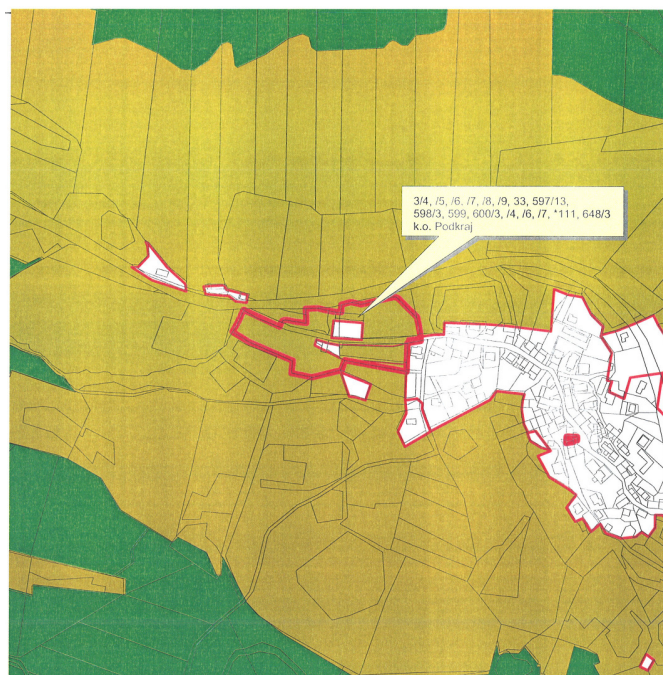 3/4, /5, /6, /7, /8, /9, 33, 597/13,
598/3, 599, 600/3, /4, /6, /7, *111, 648/3
k.o. Podkraj